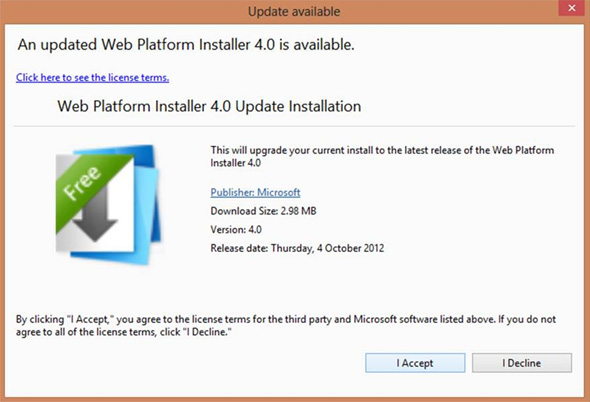 Update available
An updated Web Platform Installer 4.0 is available.
Click here to see the license terms.
Web Platform Installer 4.0 Update Installation
Free
This will upgrade your current install to the latest release of the Web Platform
Installer 4.0
Publisher: Microsoft
Download Size: 2.98 MB
Version: 4.0
Release date: Thursday, 4 October 2012
By clicking "I Accept," you agree to the license terms for the third party and Microsoft software listed above. If you do not
agree to all of the license terms, click "I Decline."
I Accept
I Decline